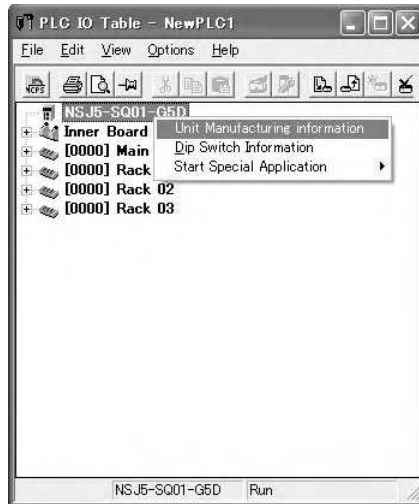 PLC IO Table - NewPLC1
File Edit View Options Help
NCPS
NSJ5-SQ01-G5D
Inner Board
Unit Manufacturing information
[0000] Main
Dip Switch Information
[0000] Rack
Start Special Application
[0000] Rack 02
[0000] Rack 03
NSJ5-SQ01-G5D Run